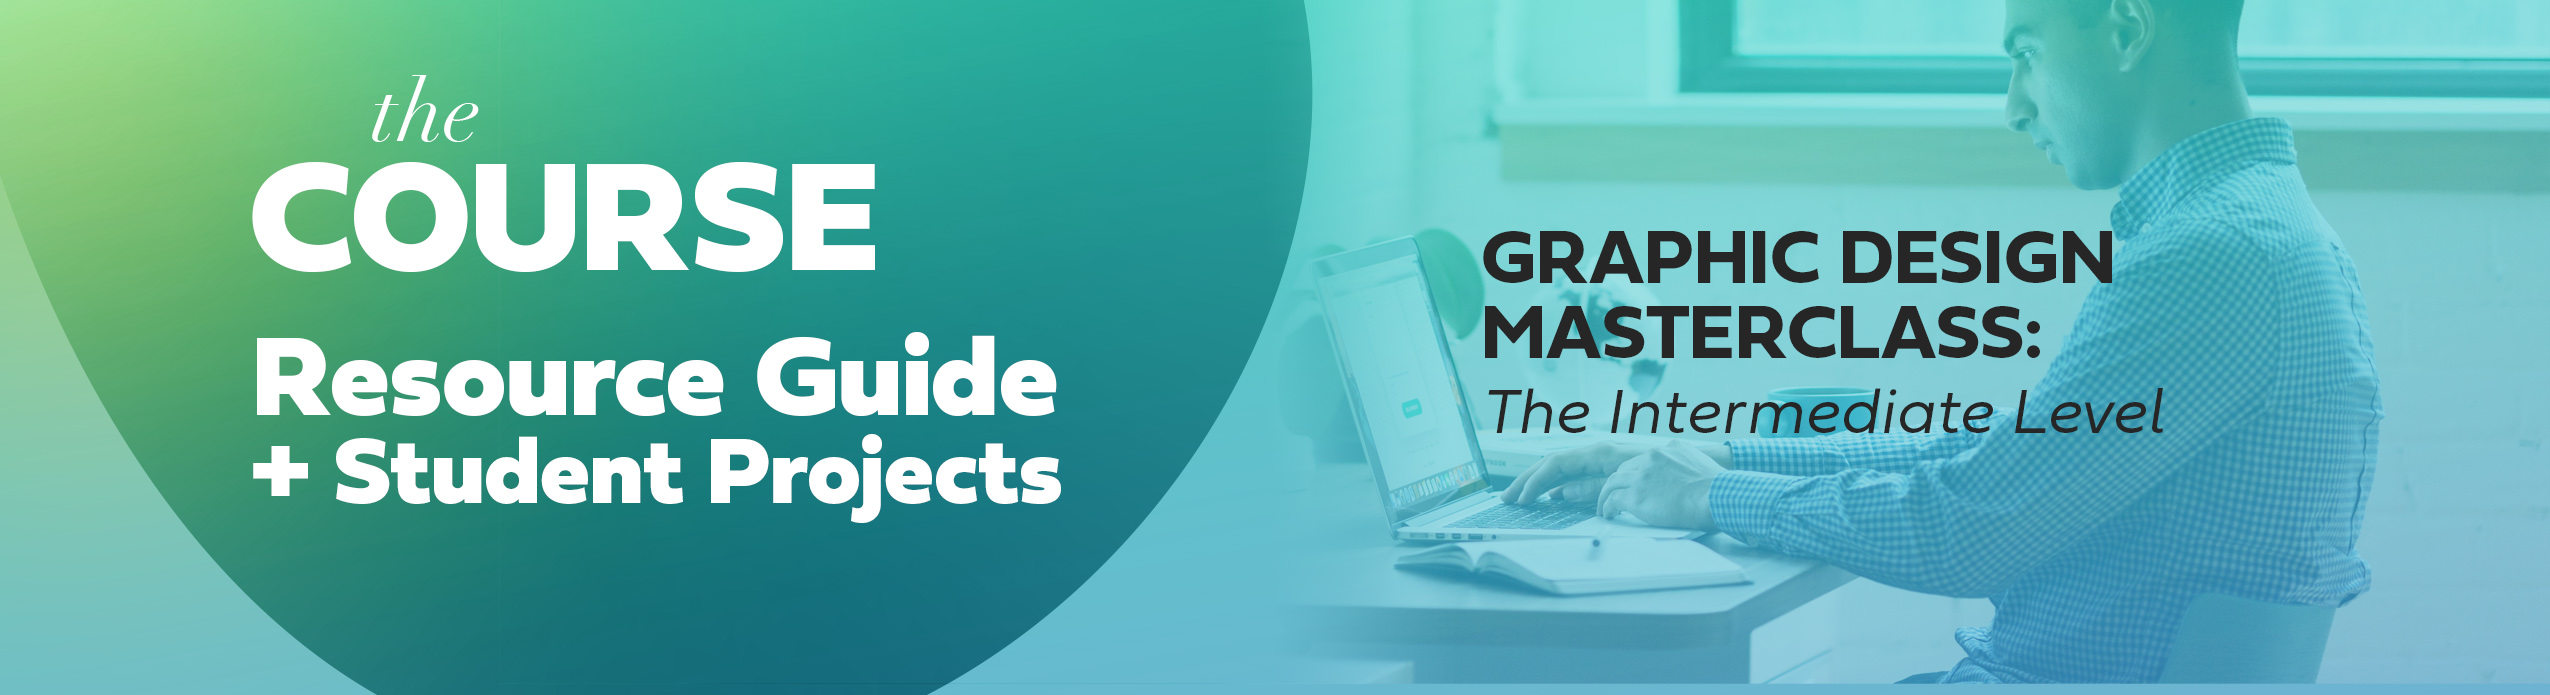 the
COURSE
Resource Guide
+ Student Projects
GRAPHIC DESIGN
MASTERCLASS:
The Intermediate Level